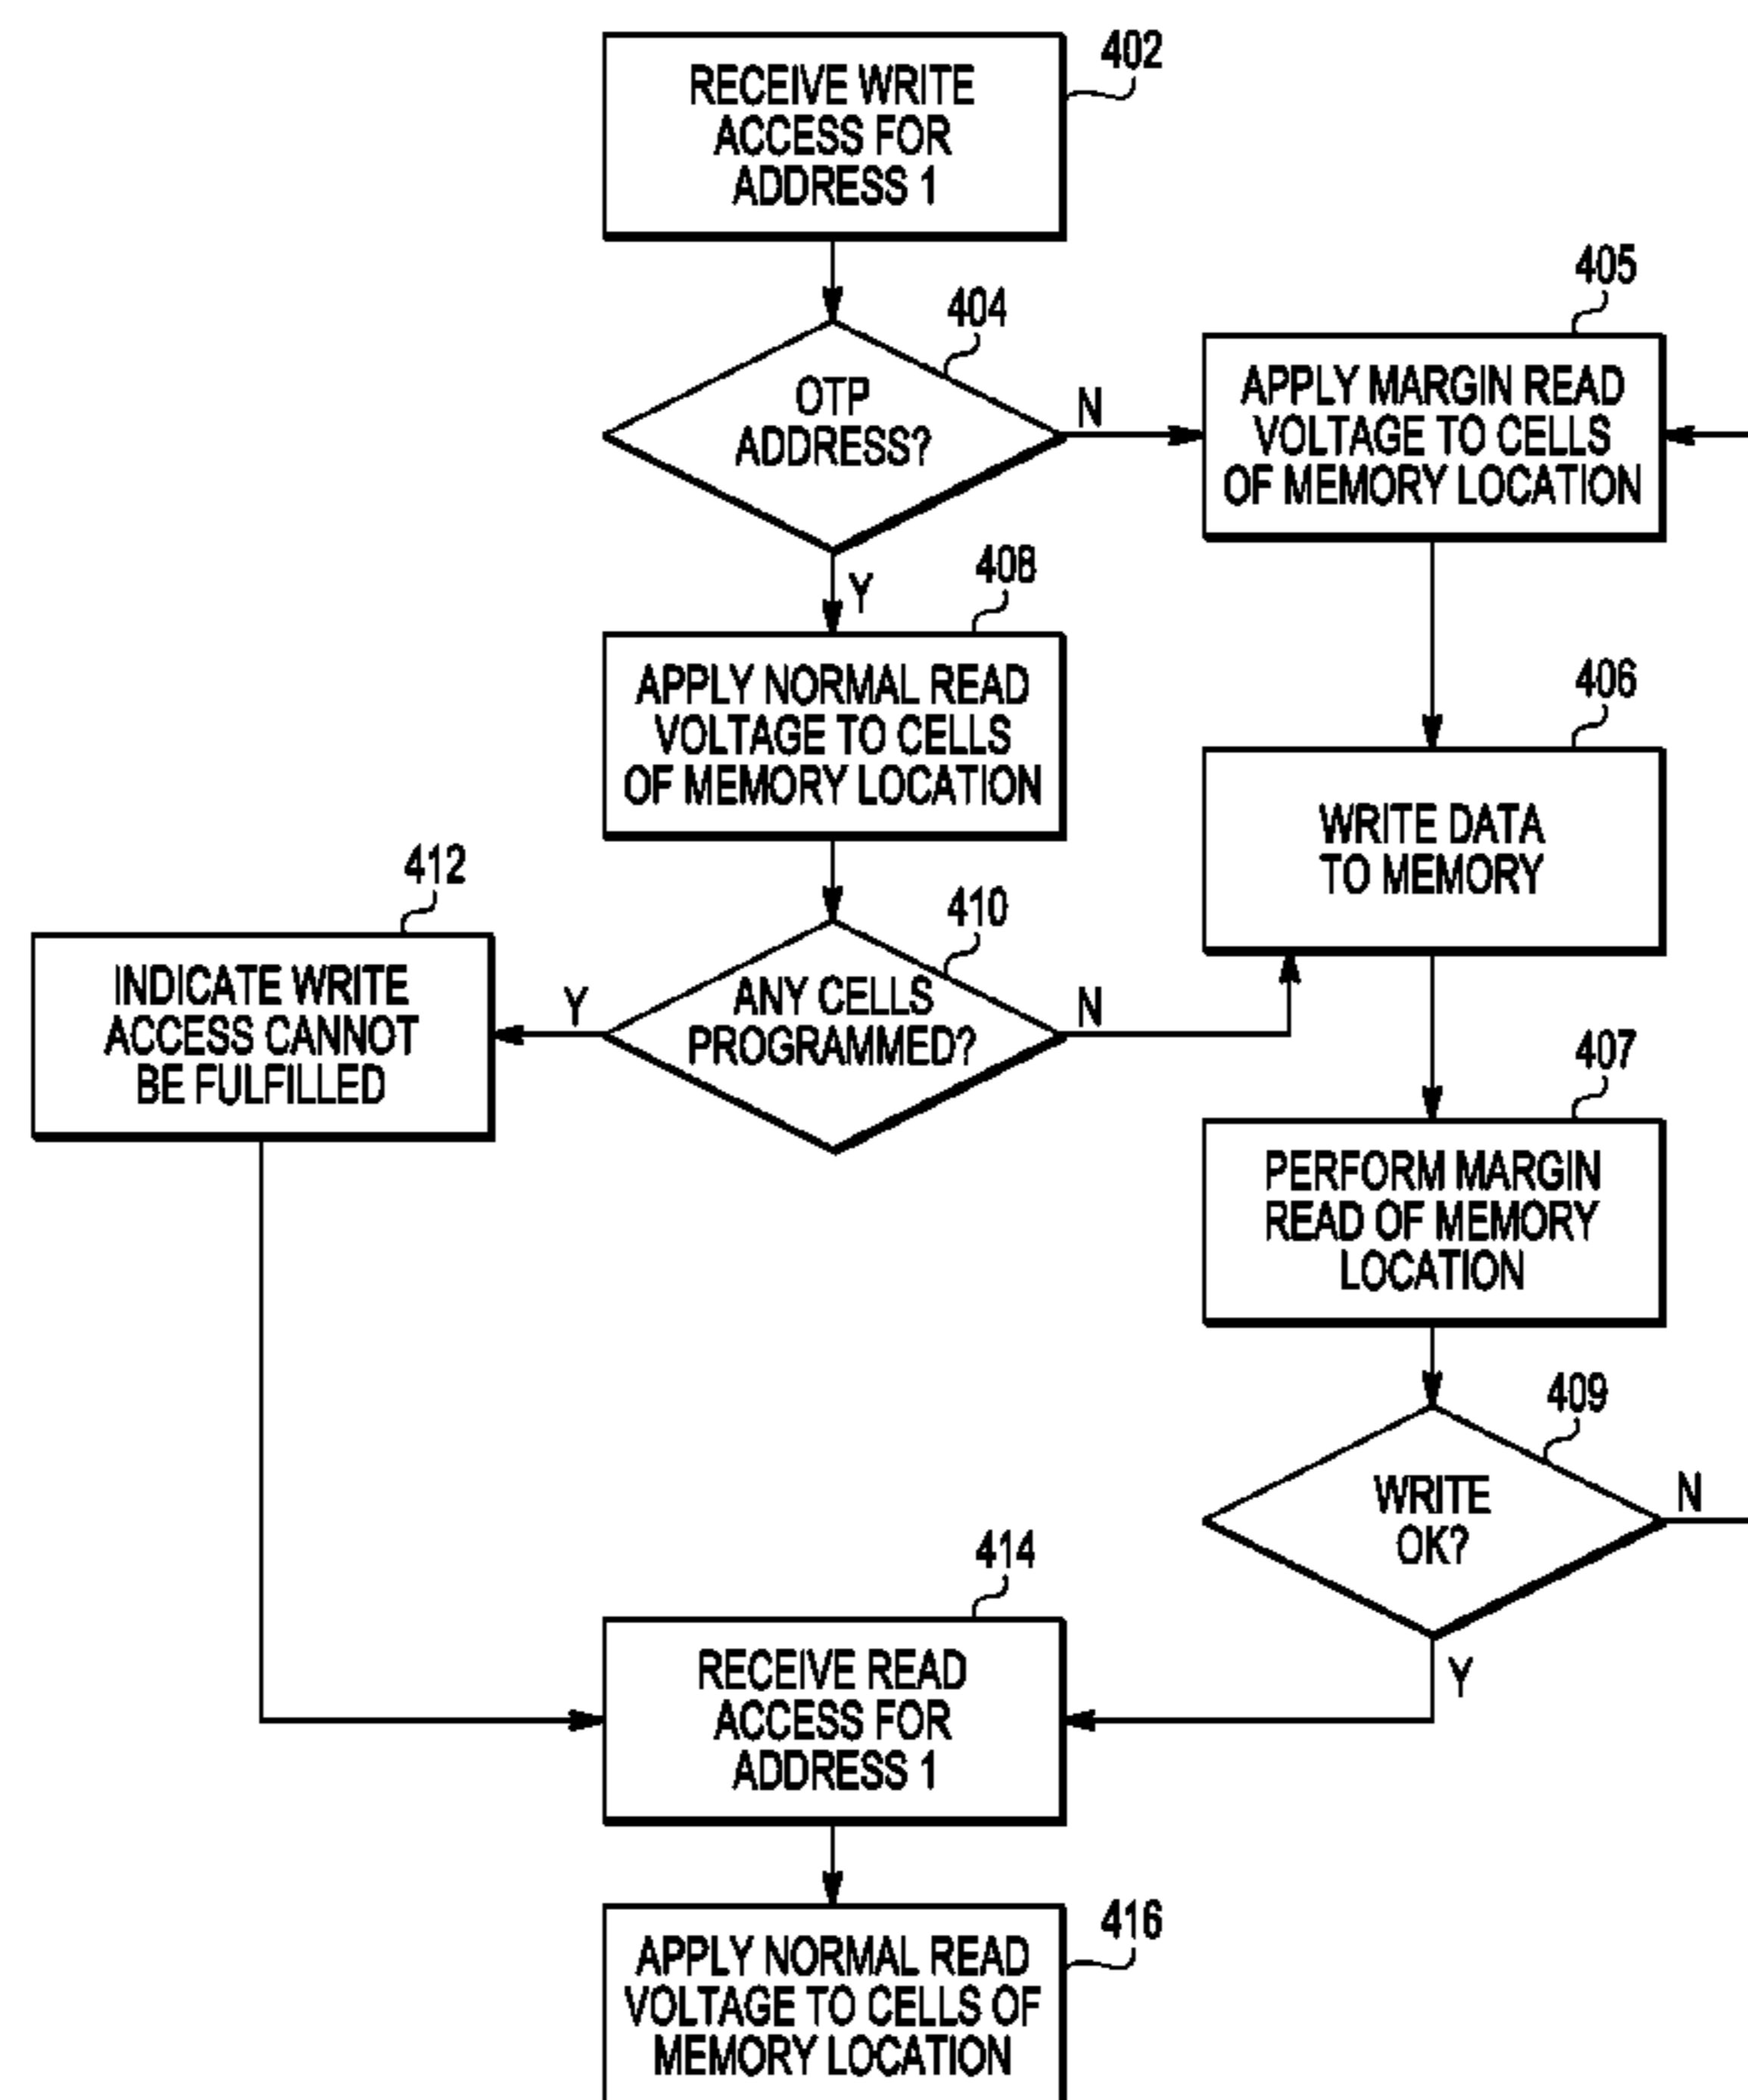 402
RECEIVE WRITE
ACCESS FOR
ADDRESS 1
404
OTP
ADDRESS?
N
Y
405
APPLY MARGIN READ
VOLTAGE TO CELLS
OF MEMORY LOCATION
408
APPLY NORMAL READ
VOLTAGE TO CELLS
OF MEMORY LOCATION
406
WRITE DATA
TO MEMORY
412
INDICATE WRITE
ACCESS CANNOT
BE FULFILLED
Y
410
ANY CELLS
PROGRAMMED?
N
407
PERFORM MARGIN
READ OF MEMORY
LOCATION
409
WRITE
OK?
N
Y
414
RECEIVE READ
ACCESS FOR
ADDRESS 1
416
APPLY NORMAL READ
VOLTAGE TO CELLS OF
MEMORY LOCATION